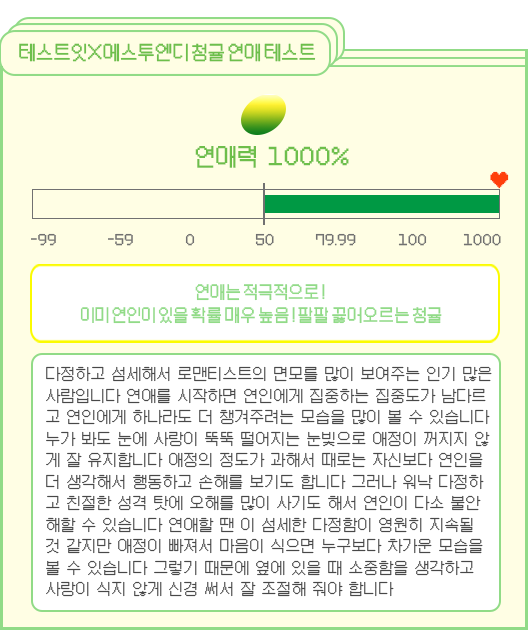 테스트잇X메스투엔디 청귤 연애 테스트
연애력 1000%
-99 -59 0 50 79.99 100 1000
연애는 적극적으로!
이미 연인이 있을 확률 매우 높음! 팔팔 끓어오르는 청귤
다정하고 섬세해서 로맨티스트의 면모를 많이 보여주는 인기 많은
사람입니다 연애를 시작하면 연인에게 집중하는 집중도가 남다르
고 연인에게 하나라도 더 챙겨주려는 모습을 많이 볼 수 있습니다
누가 봐도 눈에 사랑이 뚝뚝 떨어지는 눈빛으로 애정이 꺼지지 않
게 잘 유지합니다 애정의 정도가 과해서 때로는 자신보다 연인을
더 생각해서 행동하고 손해를 보기도 합니다 그러나 워낙 다정하
고 친절한 성격 탓에 오해를 많이 사기도 해서 연인이 다소 불안
해할 수 있습니다 연애할 땐 이 섬세한 다정함이 영원히 지속될
것 같지만 애정이 빠져서 마음이 식으면 누구보다 차가운 모습을
볼 수 있습니다 그렇기 때문에 옆에 있을 때 소중함을 생각하고
사랑이 식지 않게 신경 써서 잘 조절해 줘야 합니다